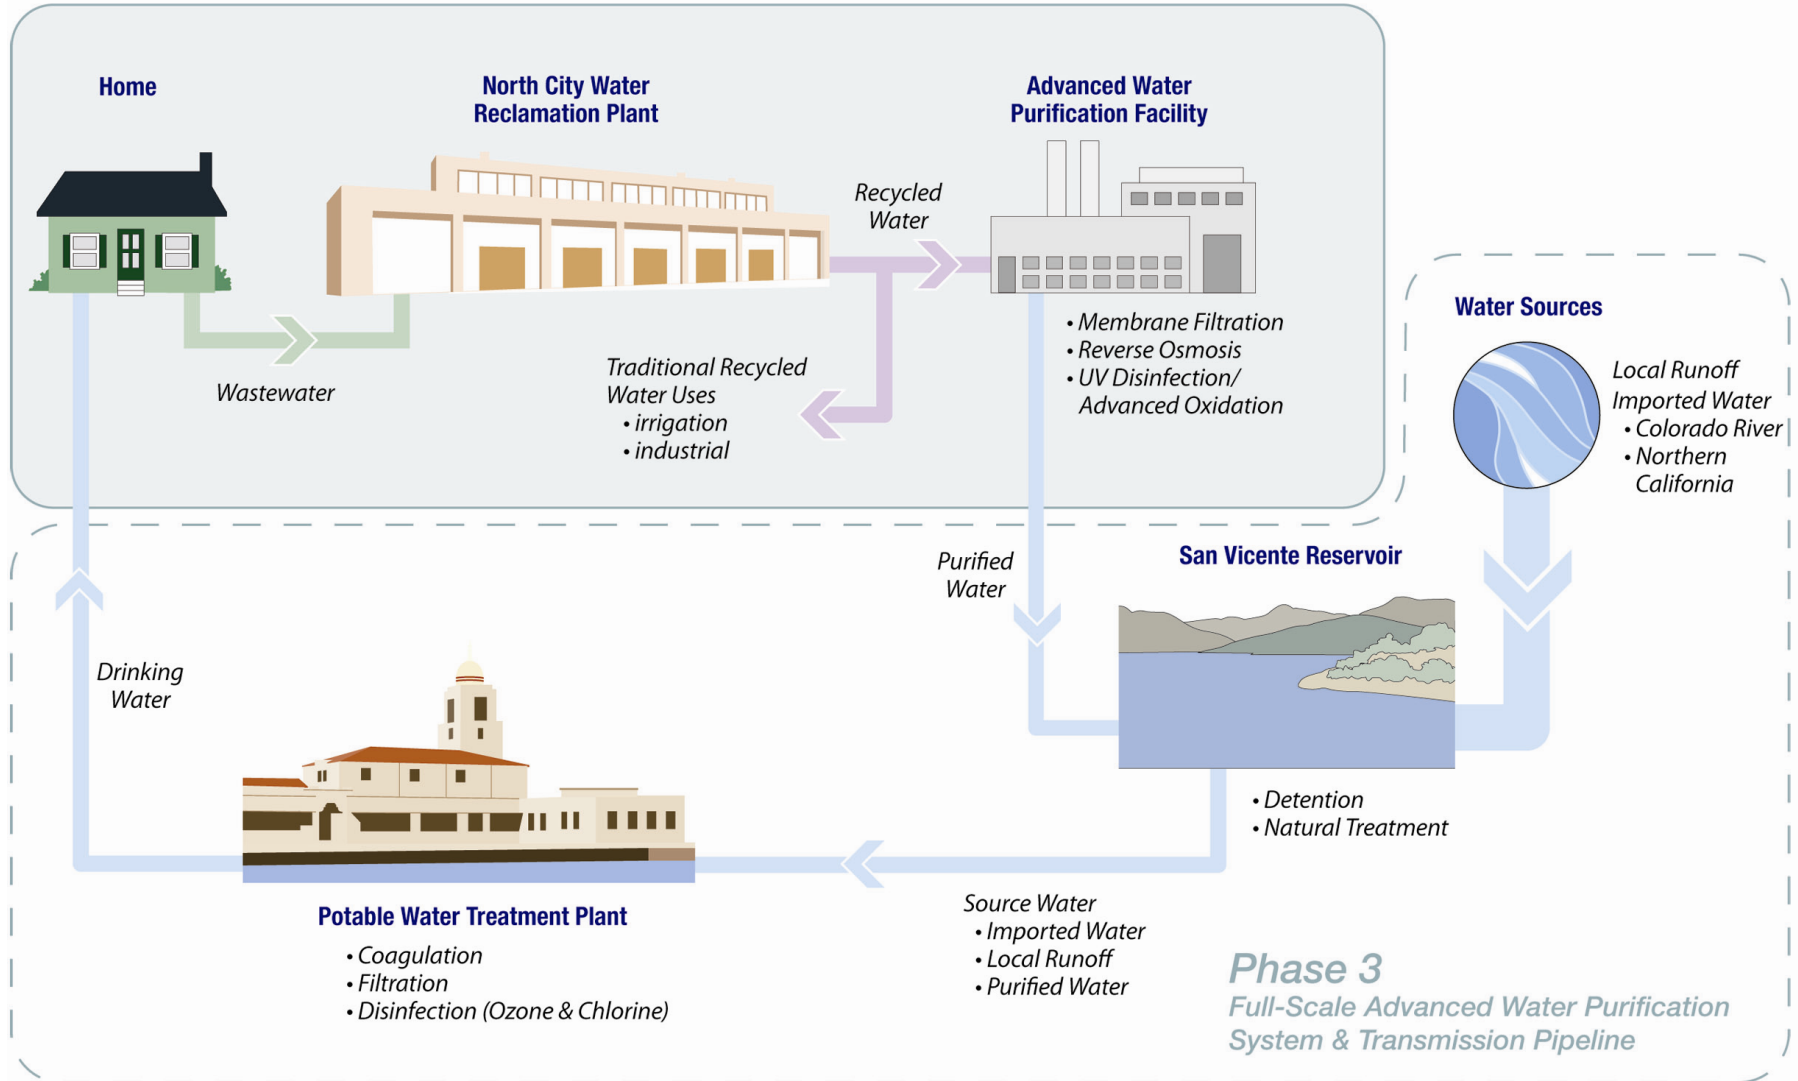 Home
North City Water
Reclamation Plant
Advanced Water
Purification Facility
Recycled
Water
Wastewater
Traditional Recycled
Water Uses
• irrigation
• industrial
• Membrane Filtration
• Reverse Osmosis
• UV Disinfection/
Advanced Oxidation
Water Sources
Local Runoff
Imported Water
• Colorado River
• Northern
California
Purified
Water
San Vicente Reservoir
Drinking
Water
• Detention
• Natural Treatment
Potable Water Treatment Plant
• Coagulation
• Filtration
• Disinfection (Ozone & Chlorine)
Source Water
• Imported Water
• Local Runoff
• Purified Water
Phase 3
Full-Scale Advanced Water Purification
System & Transmission Pipeline